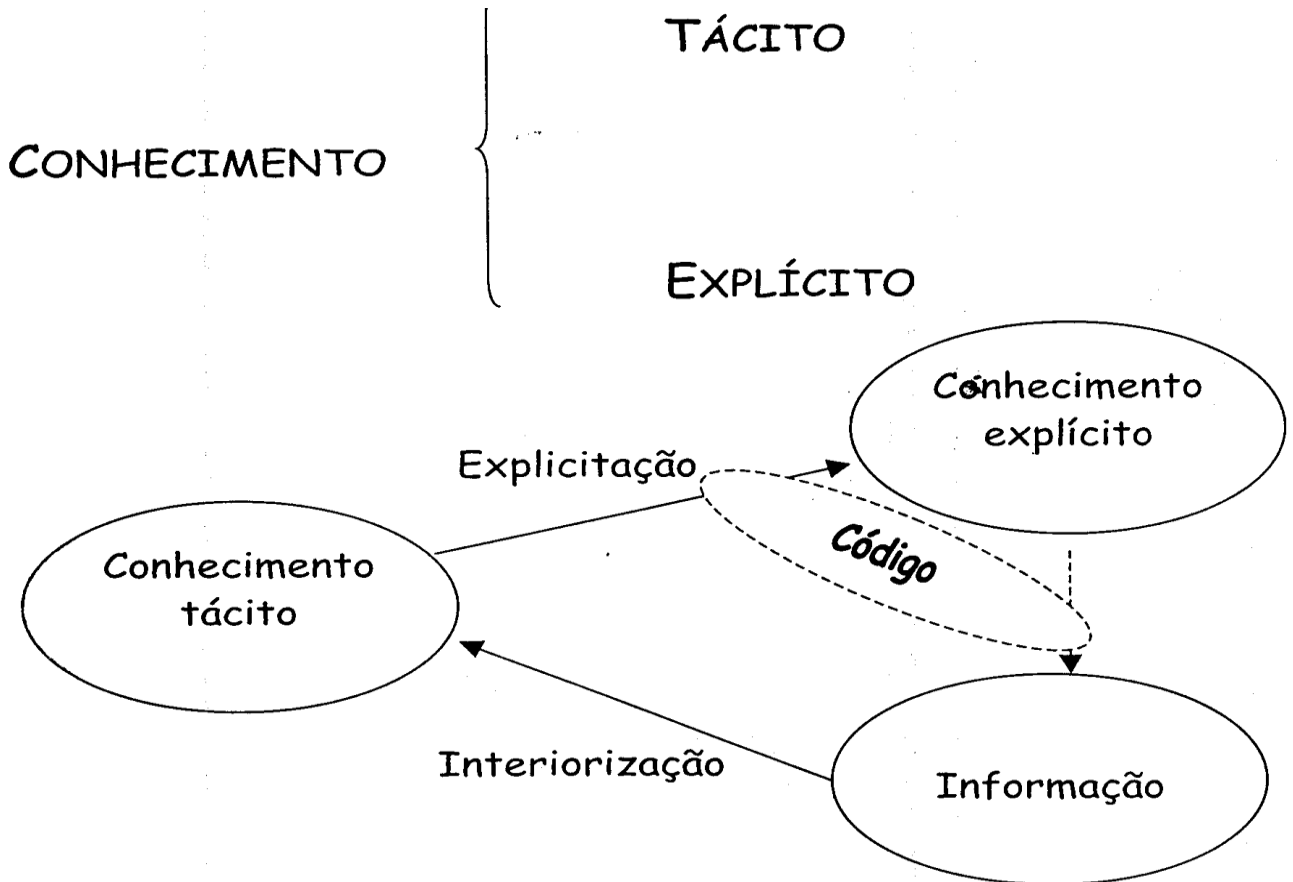 TÁCITO
CONHECIMENTO
EXPLÍCITO
Conhecimento
explícito
Explicitação
Código
Conhecimento
tácito
Interiorização
Informação